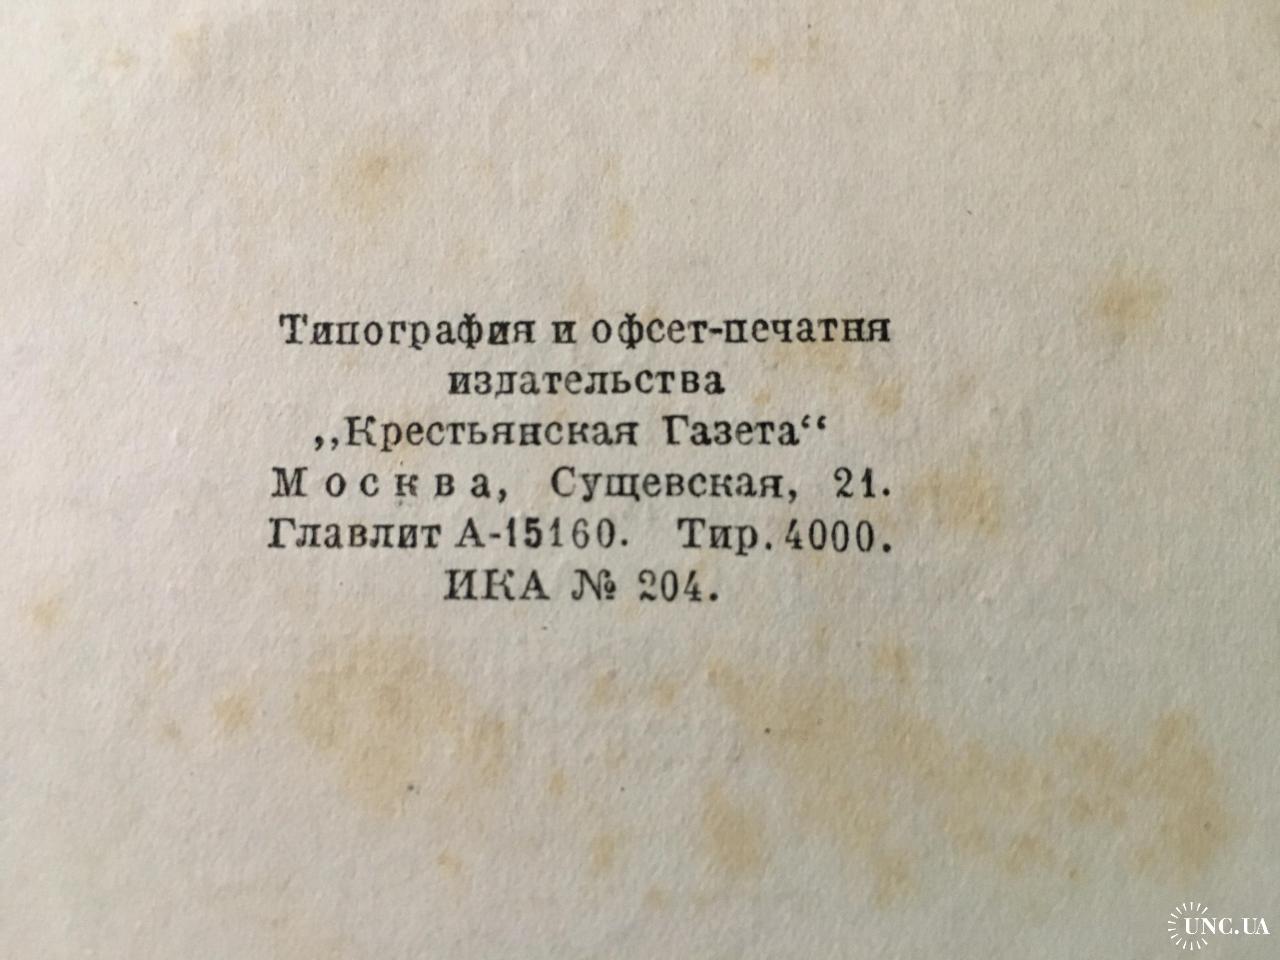 Типография и офсет-печатня
издательства
„Крестьянская Газета“
Москва, Сущевская, 21.
Главлит А-15160. Тир. 4000.
ИКА № 204.
UNC.UA